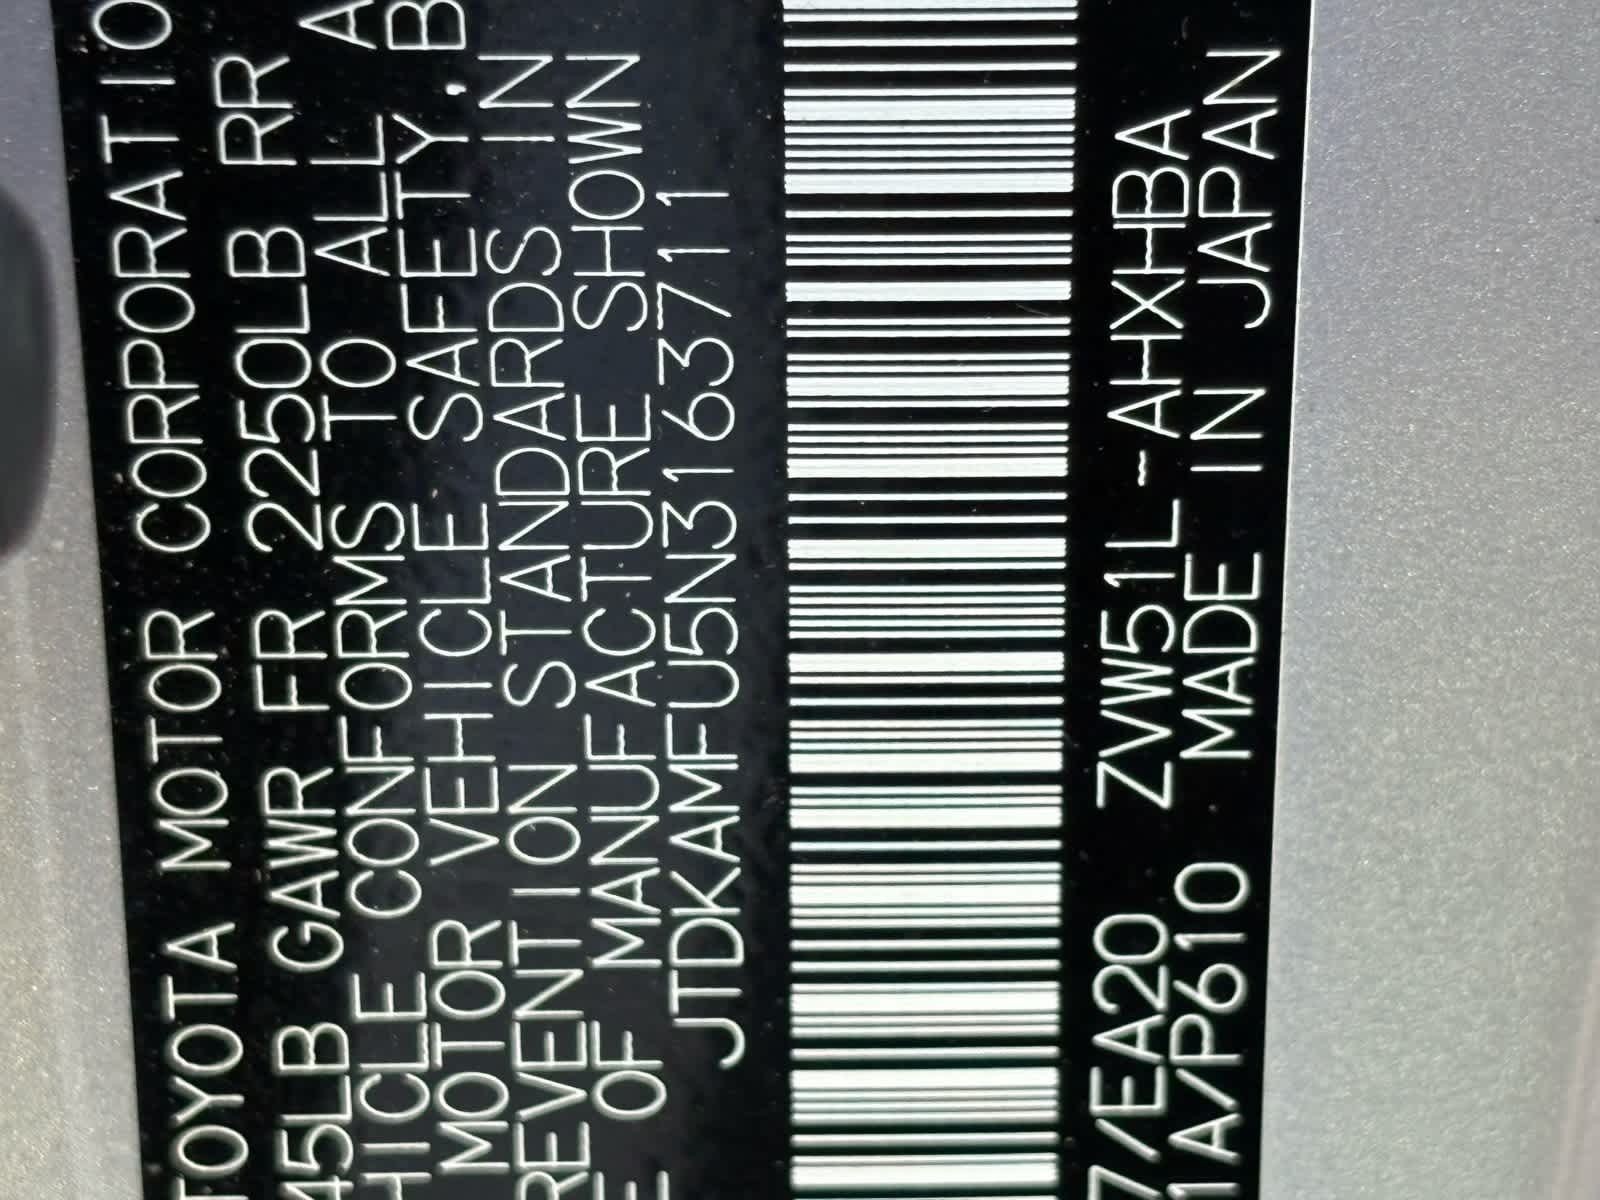 TOYOTA MOTOR CORPORATIO
45LB GAWR FR 2250LB RR A
HICLE CONFORMS TO ALL A
MOTOR VEHICLE SAFETY, B
REVENTION STANDARDS IN
E OF MANUFACTURE SHOWN
JTDKAMFU5N3163711
7/EA20 ZVW51L-AHXHBA
1A/P610 MADE IN JAPAN